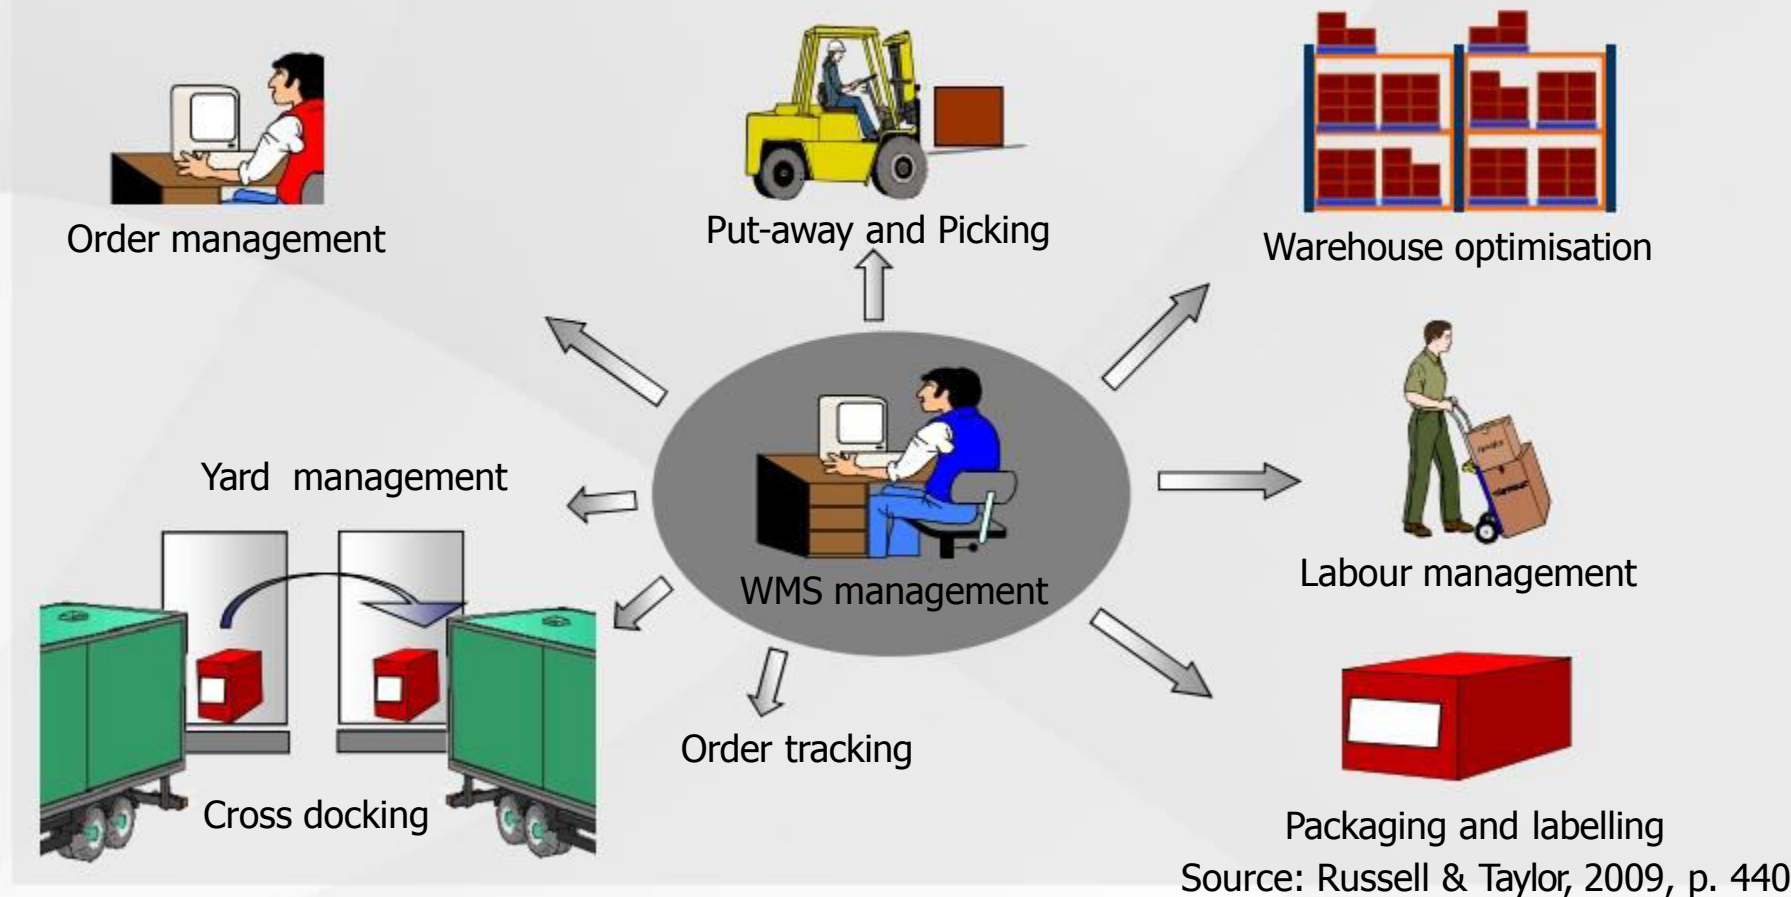 Order management
Put-away and Picking
Warehouse optimisation
Yard management
WMS management
Labour management
Order tracking
Cross docking
Packaging and labelling
Source: Russell & Taylor, 2009, p. 440